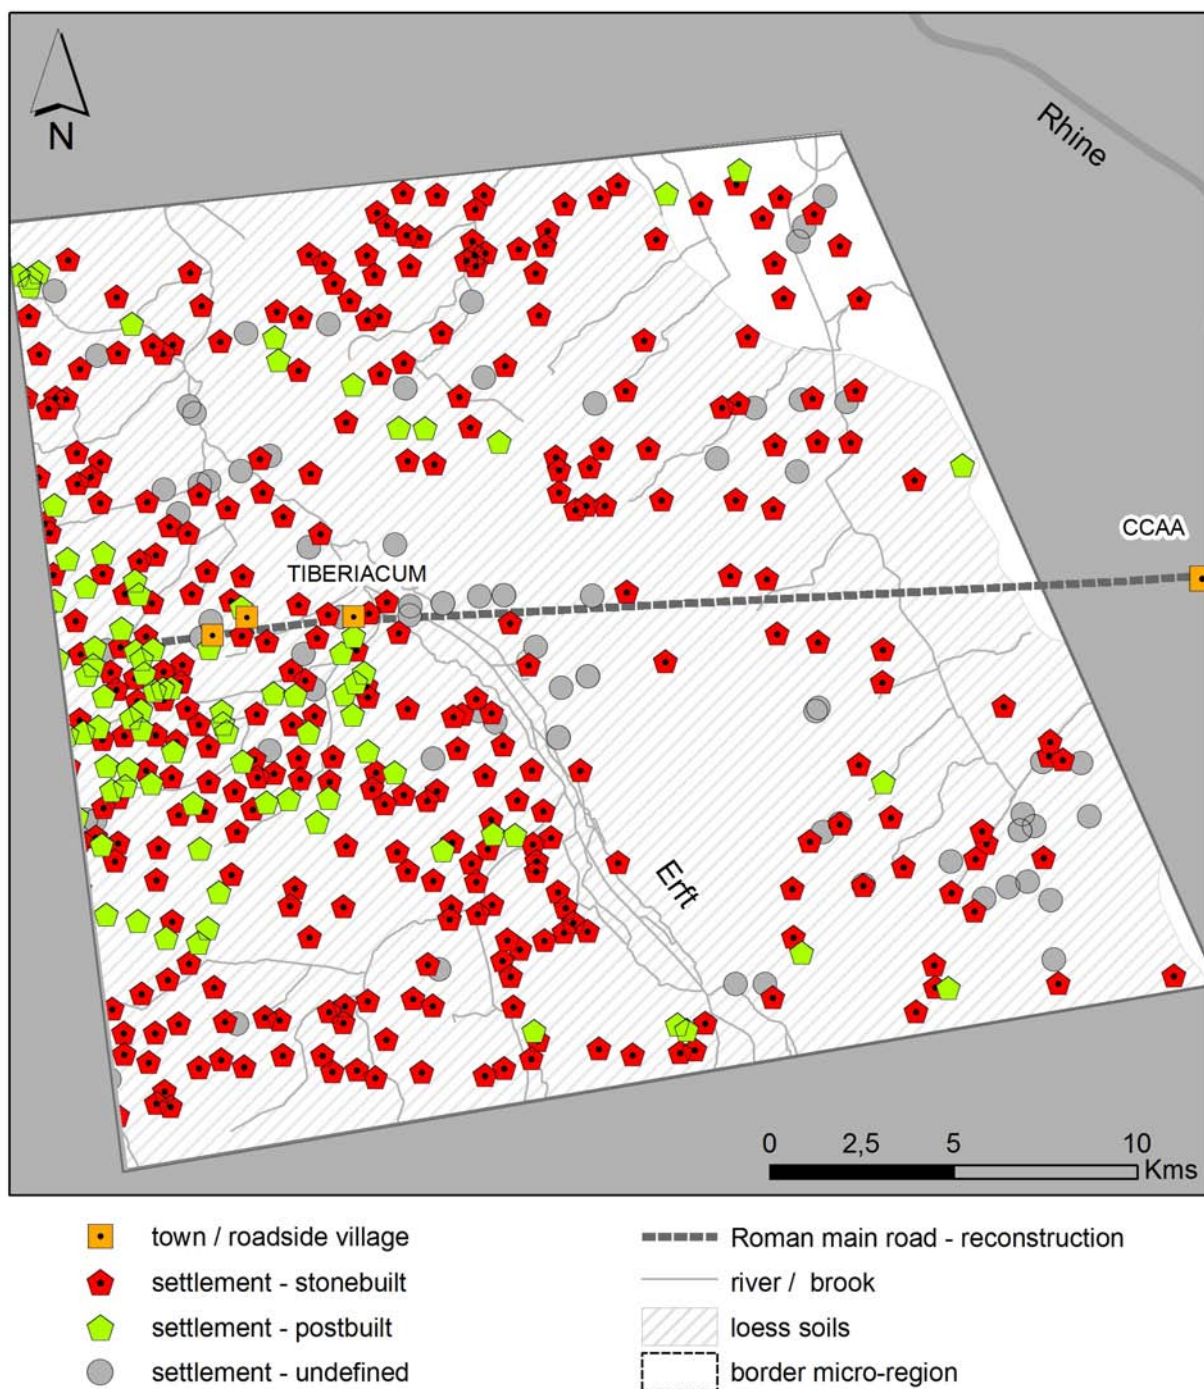 N
Rhine
CCAA
TIBERIACUM
Erft
0 2,5 5 10
Kms
town / roadside village
settlement - stonebuilt
settlement - postbuilt
settlement - undefined
Roman main road - reconstruction
river / brook
loess soils
border micro-region